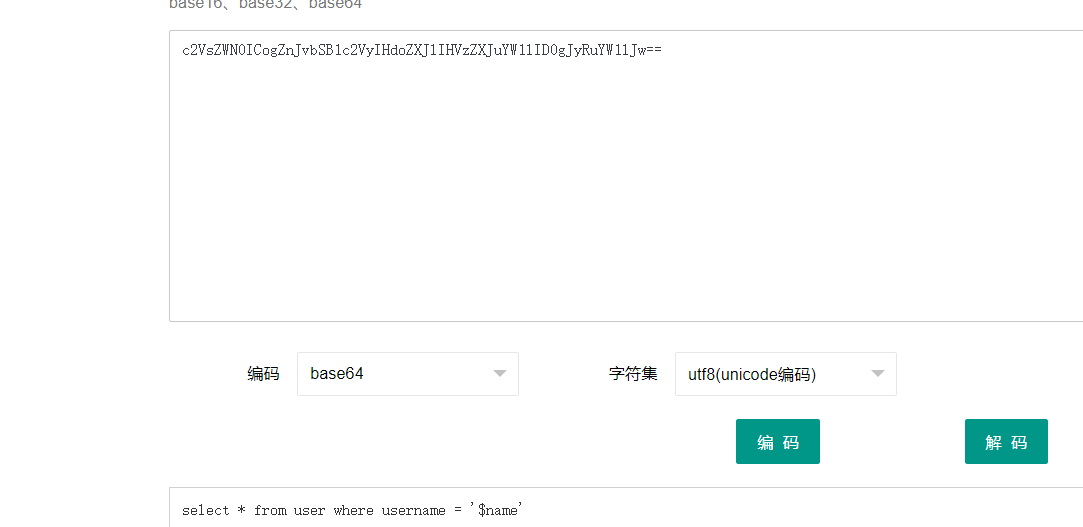 base16、base32、base64
c2VsZWN0ICogZnJvbSB1c2VyIHdoZXJlIHVzZXJuYW1lID0gJyRuYW1lJw==
编码
base64
字符集
utf8(unicode编码)
编 码
解 码
select * from user where username = '$name'